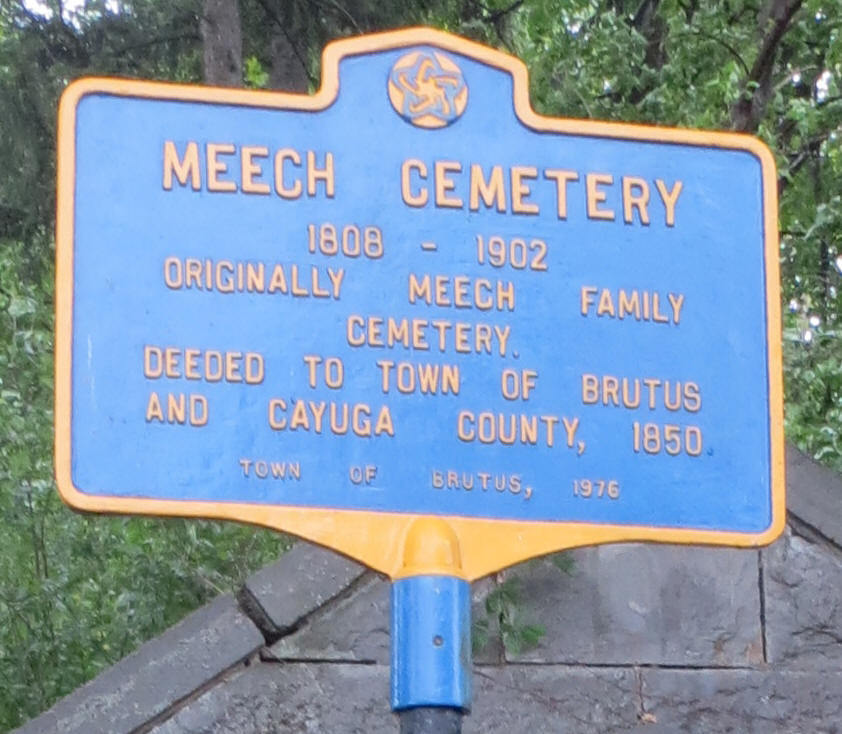 MEECH CEMETERY
1808 - 1902
ORIGINALLY MEECH FAMILY
CEMETERY.
DEEDED TO TOWN OF BRUTUS
AND CAYUGA COUNTY, 1850.
TOWN OF BRUTUS, 1976